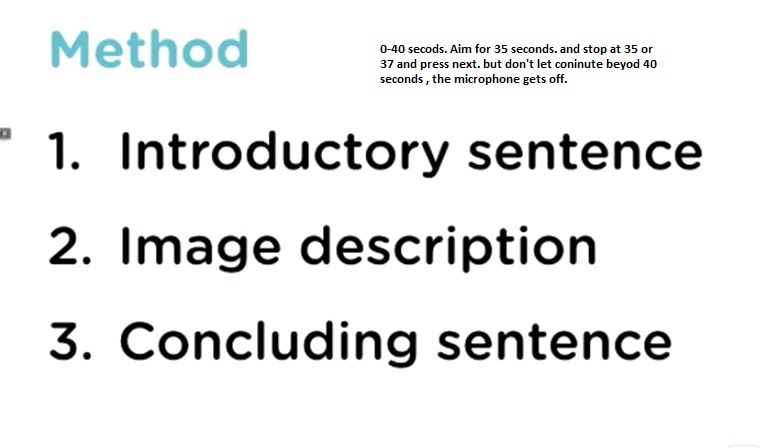 Method
0-40 secods. Aim for 35 seconds. and stop at 35 or
37 and press next. but don't let coninute beyod 40
seconds , the microphone gets off.
1. Introductory sentence
2. Image description
3. Concluding sentence